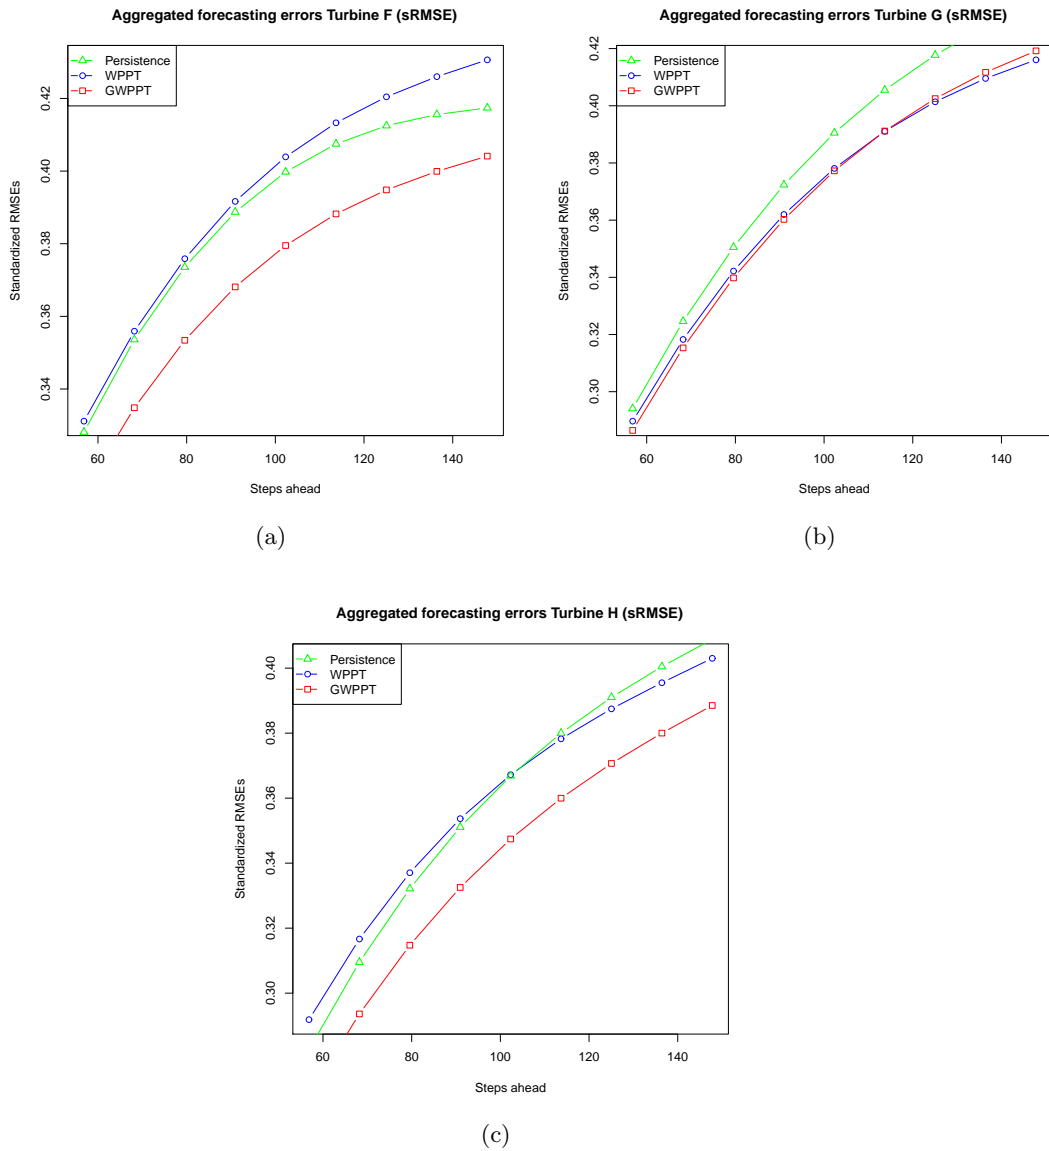 Aggregated forecasting errors Turbine F (sRMSE)
Persistence
WPPT
GWPPT
Standardized RMSEs
0.34 0.36 0.38 0.40 0.42
60 80 100 120 140
Steps ahead
(a)
Aggregated forecasting errors Turbine G (sRMSE)
Persistence
WPPT
GWPPT
Standardized RMSEs
0.30 0.32 0.34 0.36 0.38 0.40 0.42
60 80 100 120 140
Steps ahead
(b)
Aggregated forecasting errors Turbine H (sRMSE)
Persistence
WPPT
GWPPT
Standardized RMSEs
0.30 0.32 0.34 0.36 0.38 0.40
60 80 100 120 140
Steps ahead
(c)